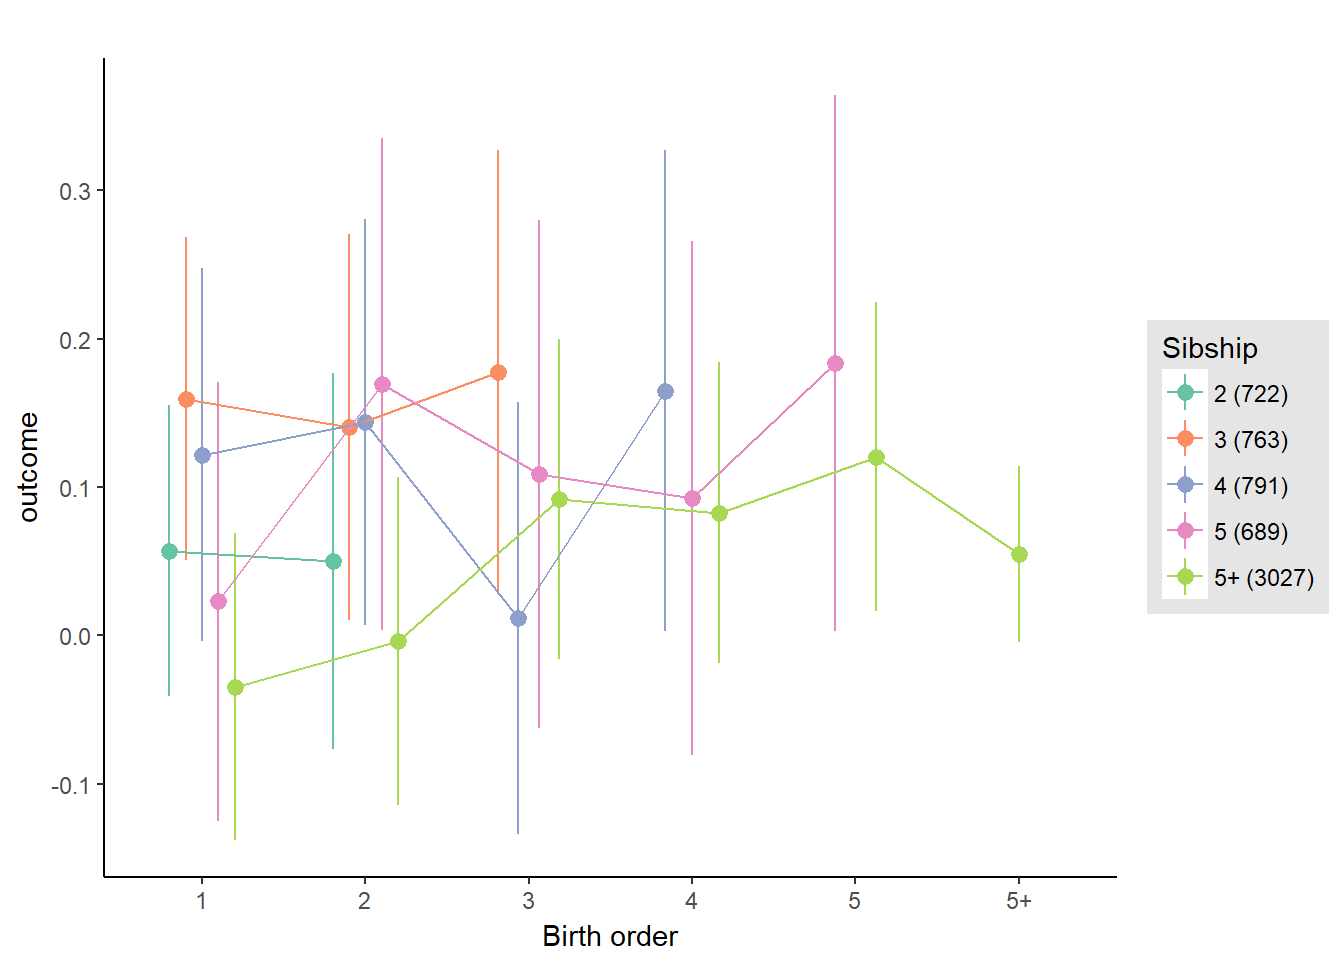 0.3
0.2
0.1
0.0
-0.1
outcome
1 2 3 4 5 5+
Birth order
Sibship
2 (722)
3 (763)
4 (791)
5 (689)
5+ (3027)